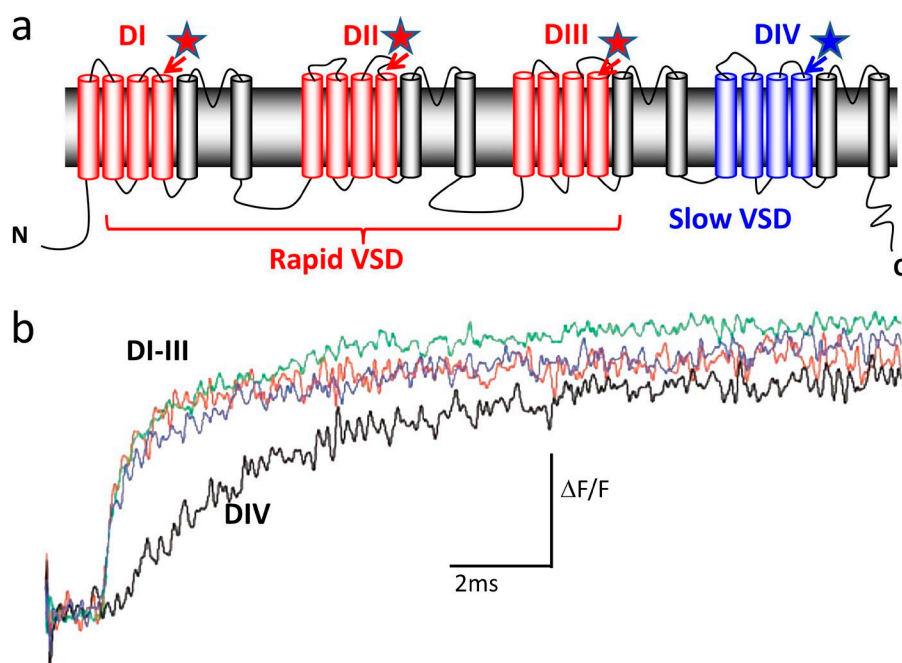 a
DI DII DIII DIV
Slow VSD
N
Rapid VSD
b
DI-III
ΔF/F
DIV
2ms